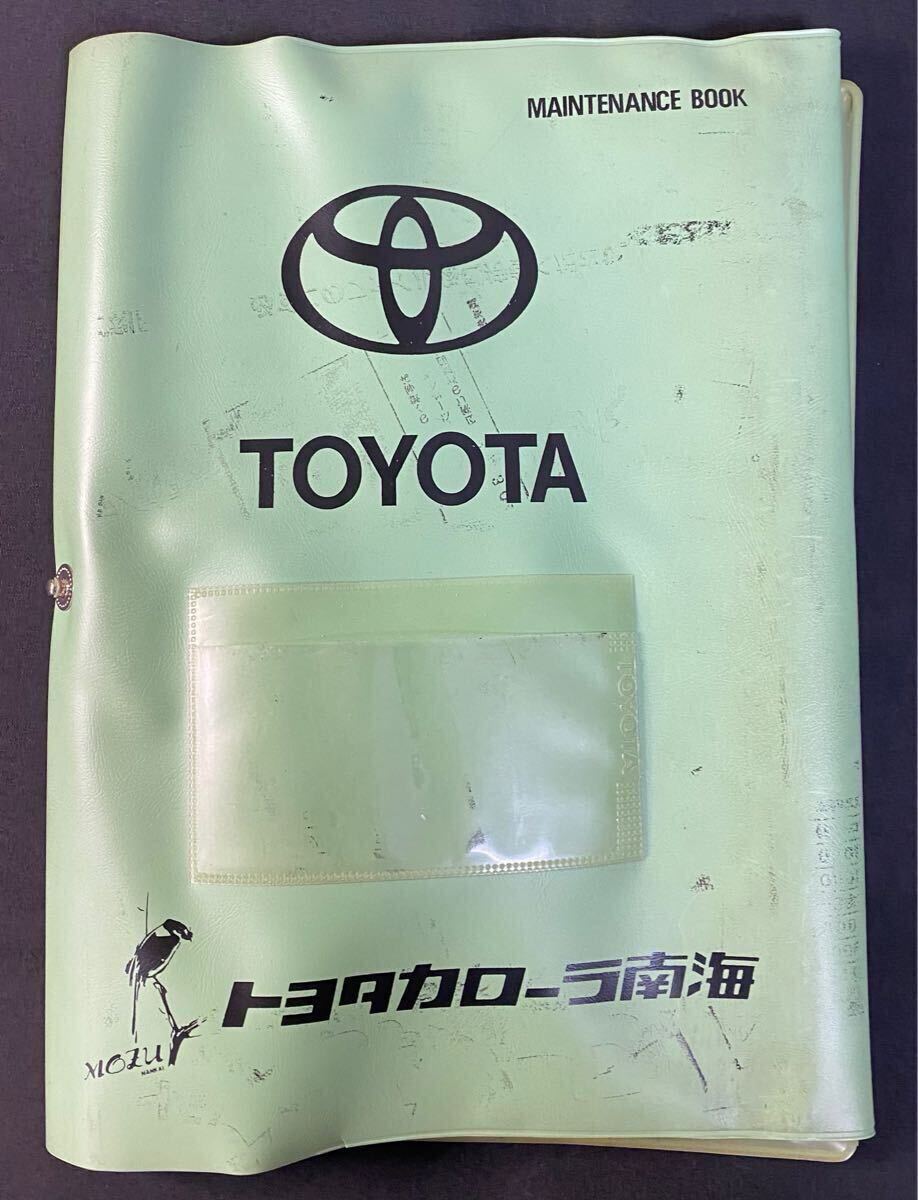 MAINTENANCE BOOK
TOYOTA
TOYOTA
トヨタカローラ南海
MOZU
NANKAI